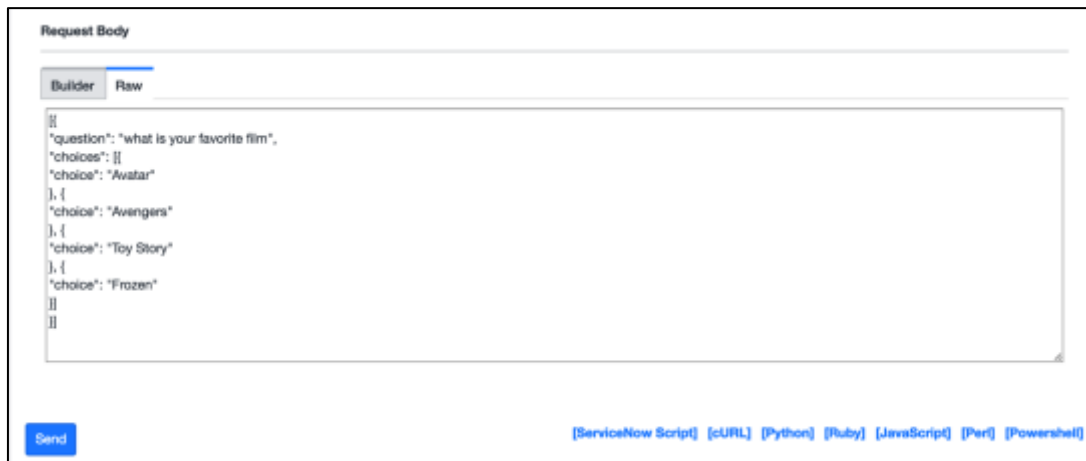 Request Body
Builder Raw
[{
"question": "what is your favorite film",
"choices": [{
"choice": "Avatar"
}, {
"choice": "Avengers"
}, {
"choice": "Toy Story"
}, {
"choice": "Frozen"
}]
}]
Send [ServiceNow Script] [cURL] [Python] [Ruby] [JavaScript] [Perl] [Powershell]